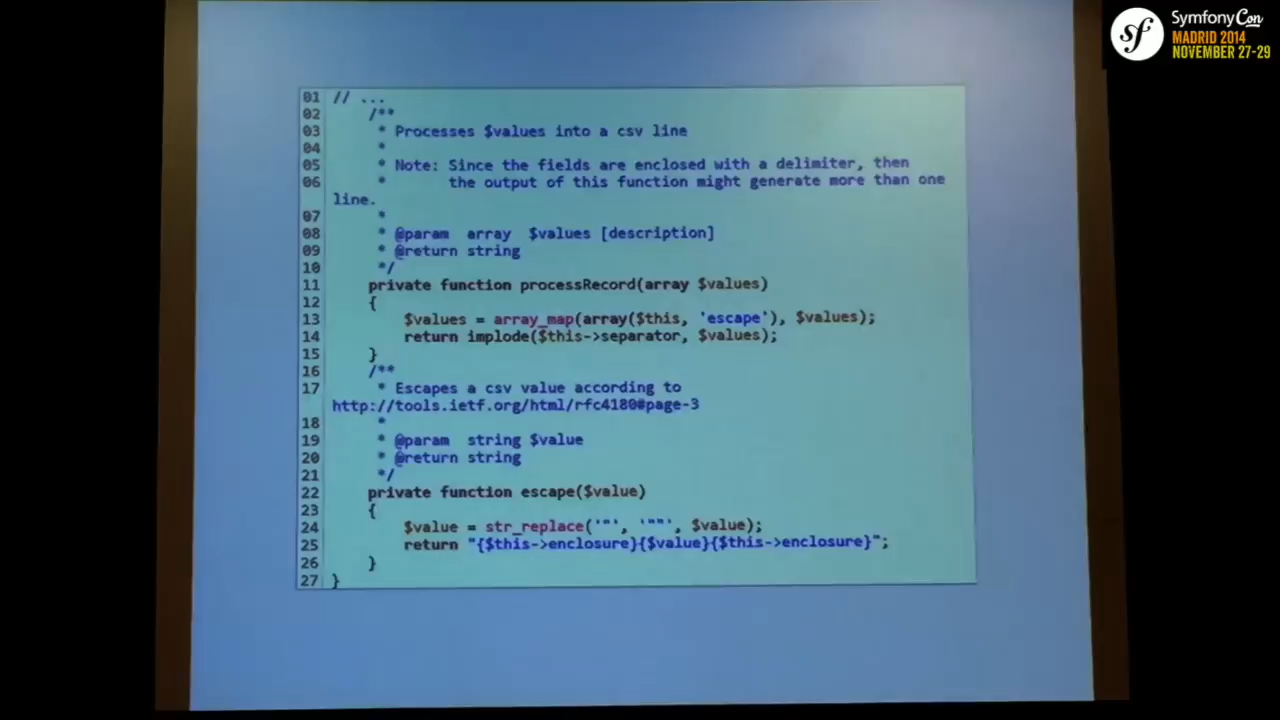 SymfonyCon
MADRID 2014
NOVEMBER 27-29
01 // ...
02 /**
03 * Processes $values into a csv line
04 *
05 * Note: Since the fields are enclosed with a delimiter, then
06 * the output of this function might generate more than one
line.
07 *
08 * @param array $values [description]
09 * @return string
10 */
11 private function processRecord(array $values)
12 {
13 $values = array_map(array($this, 'escape'), $values);
14 return implode($this->separator, $values);
15 }
16 /**
17 * Escapes a csv value according to
http://tools.ietf.org/html/rfc4180#page-3
18 *
19 * @param string $value
20 * @return string
21 */
22 private function escape($value)
23 {
24 $value = str_replace('"', '""', $value);
25 return "{$this->enclosure}{$value}{$this->enclosure}";
26 }
27 }